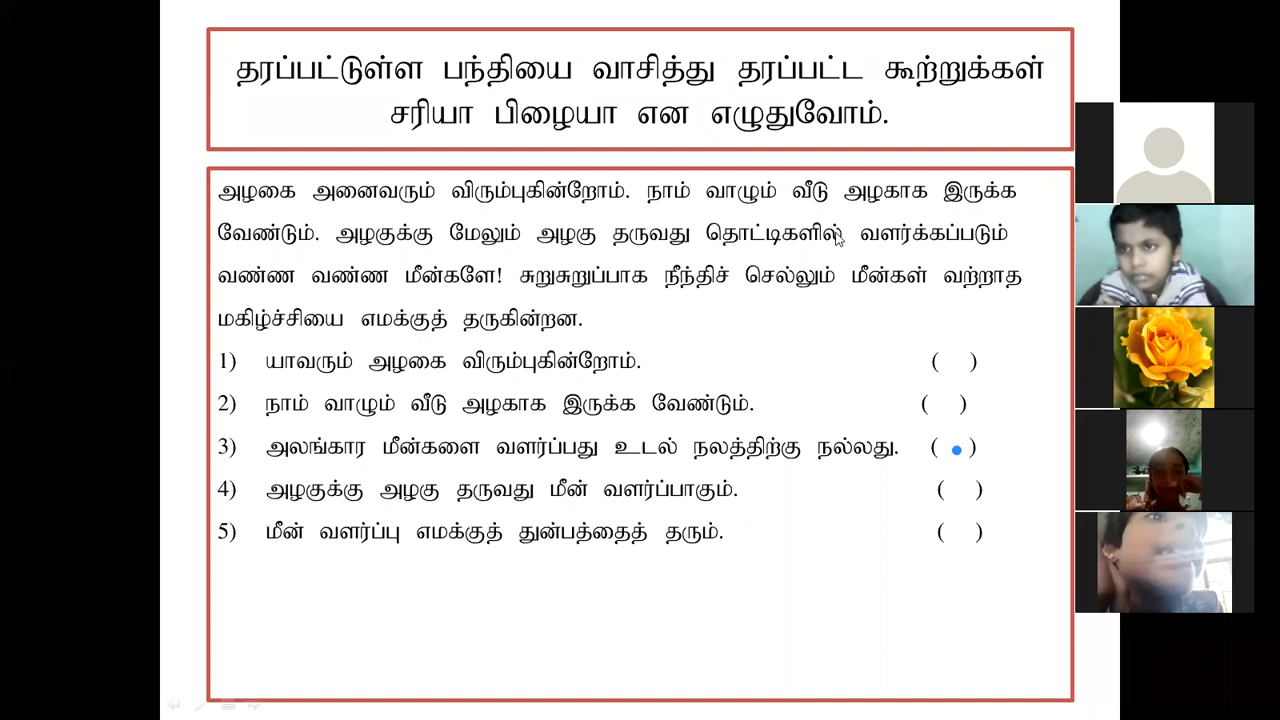 தரப்பட்டுள்ள பந்தியை வாசித்து தரப்பட்ட கூற்றுக்கள்
சரியா பிழையா என எழுதுவோம்.
அழகை அனைவரும் விரும்புகின்றோம். நாம் வாழும் வீடு அழகாக இருக்க
வேண்டும். அழகுக்கு மேலும் அழகு தருவது தொட்டிகளில் வளர்க்கப்படும்
வண்ண வண்ண மீன்களே! சுறுசுறுப்பாக நீந்திச் செல்லும் மீன்கள் வற்றாத
மகிழ்ச்சியை எமக்குத் தருகின்றன.
1) யாவரும் அழகை விரும்புகின்றோம். ( )
2) நாம் வாழும் வீடு அழகாக இருக்க வேண்டும். ( )
3) அலங்கார மீன்களை வளர்ப்பது உடல் நலத்திற்கு நல்லது. ( )
4) அழகுக்கு அழகு தருவது மீன் வளர்ப்பாகும். ( )
5) மீன் வளர்ப்பு எமக்குத் துன்பத்தைத் தரும். ( )